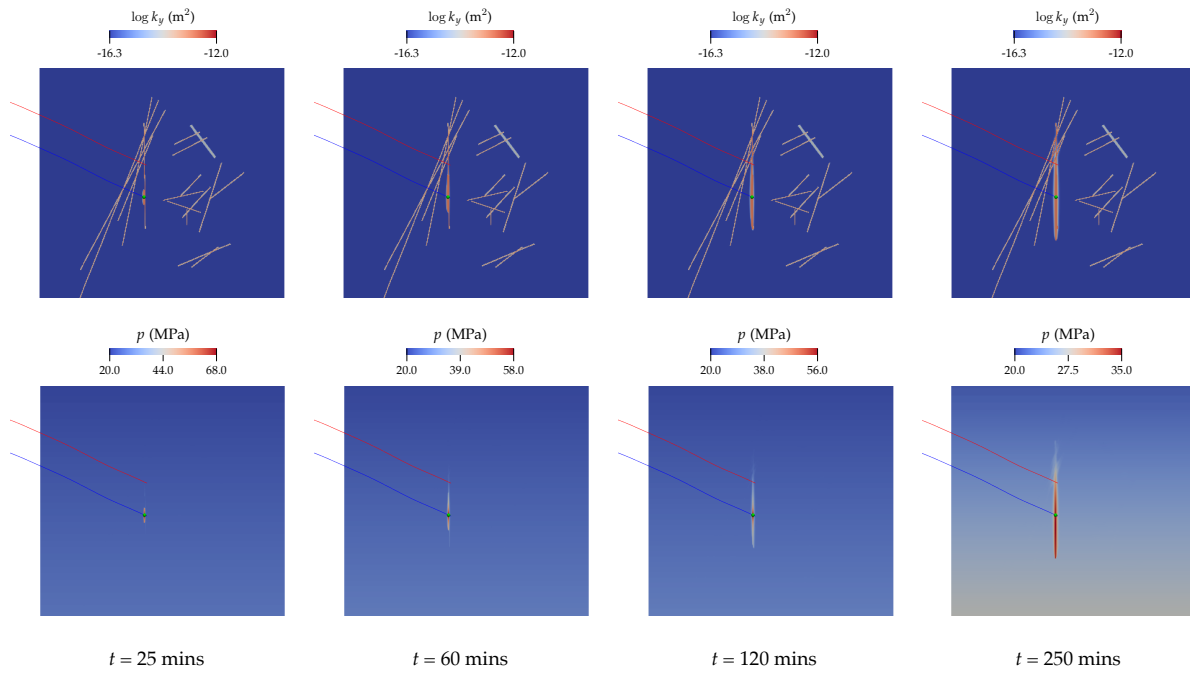 log k_y (m²) log k_y (m²) log k_y (m²) log k_y (m²)
-16.3 -12.0 -16.3 -12.0 -16.3 -12.0 -16.3 -12.0
p (MPa) p (MPa) p (MPa) p (MPa)
20.0 44.0 68.0 20.0 39.0 58.0 20.0 38.0 56.0 20.0 27.5 35.0
t = 25 mins t = 60 mins t = 120 mins t = 250 mins